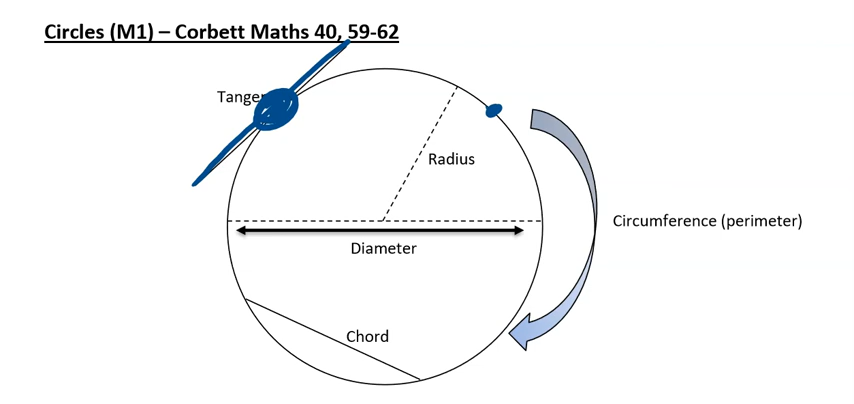 Circles (M1) – Corbett Maths 40, 59-62
Radius
Circumference (perimeter)
Diameter
Chord